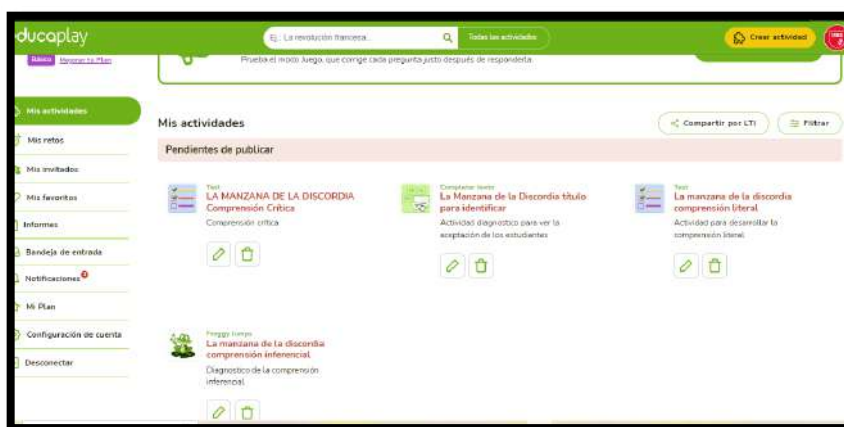 ducaplay
Ej.: La revolución francesa...
Todas las actividades
Crear actividad
Básico Mejorar tu Plan
Prueba el modo Juego, que corrige cada pregunta justo después de responderla.
Mis actividades
Mis retos
Mis invitados
Mis favoritos
Informes
Bandeja de entrada
Notificaciones
Mi Plan
Configuración de cuenta
Desconectar
Mis actividades
Compartir por LTI
Filtrar
Pendientes de publicar
Test
LA MANZANA DE LA DISCORDIA
Comprensión Crítica
Comprensión crítica
Completar texto
La Manzana de la Discordia título
para identificar
Actividad diagnostico para ver la
aceptación de los estudiantes
Test
La manzana de la discordia
comprensión literal
Actividad para desarrollar la
comprensión literal
Froggy Jumps
La manzana de la discordia
comprensión inferencial
Diagnostico de la comprensión
inferencial